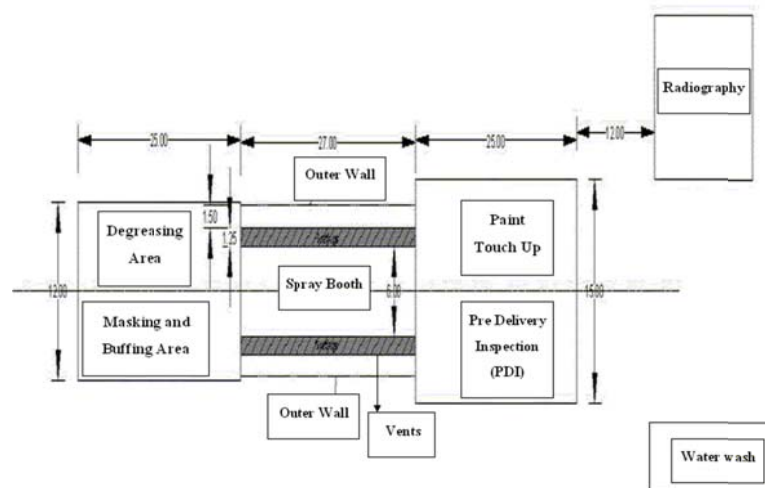 Radiography
25.00
27.00
25.00
12.00
Outer Wall
1.50
1.25
Degreasing
Area
Paint
Touch Up
12.00
Spray Booth
6.00
15.00
Masking and
Buffing Area
Pre Delivery
Inspection
(PDI)
Outer Wall
Vents
Water wash